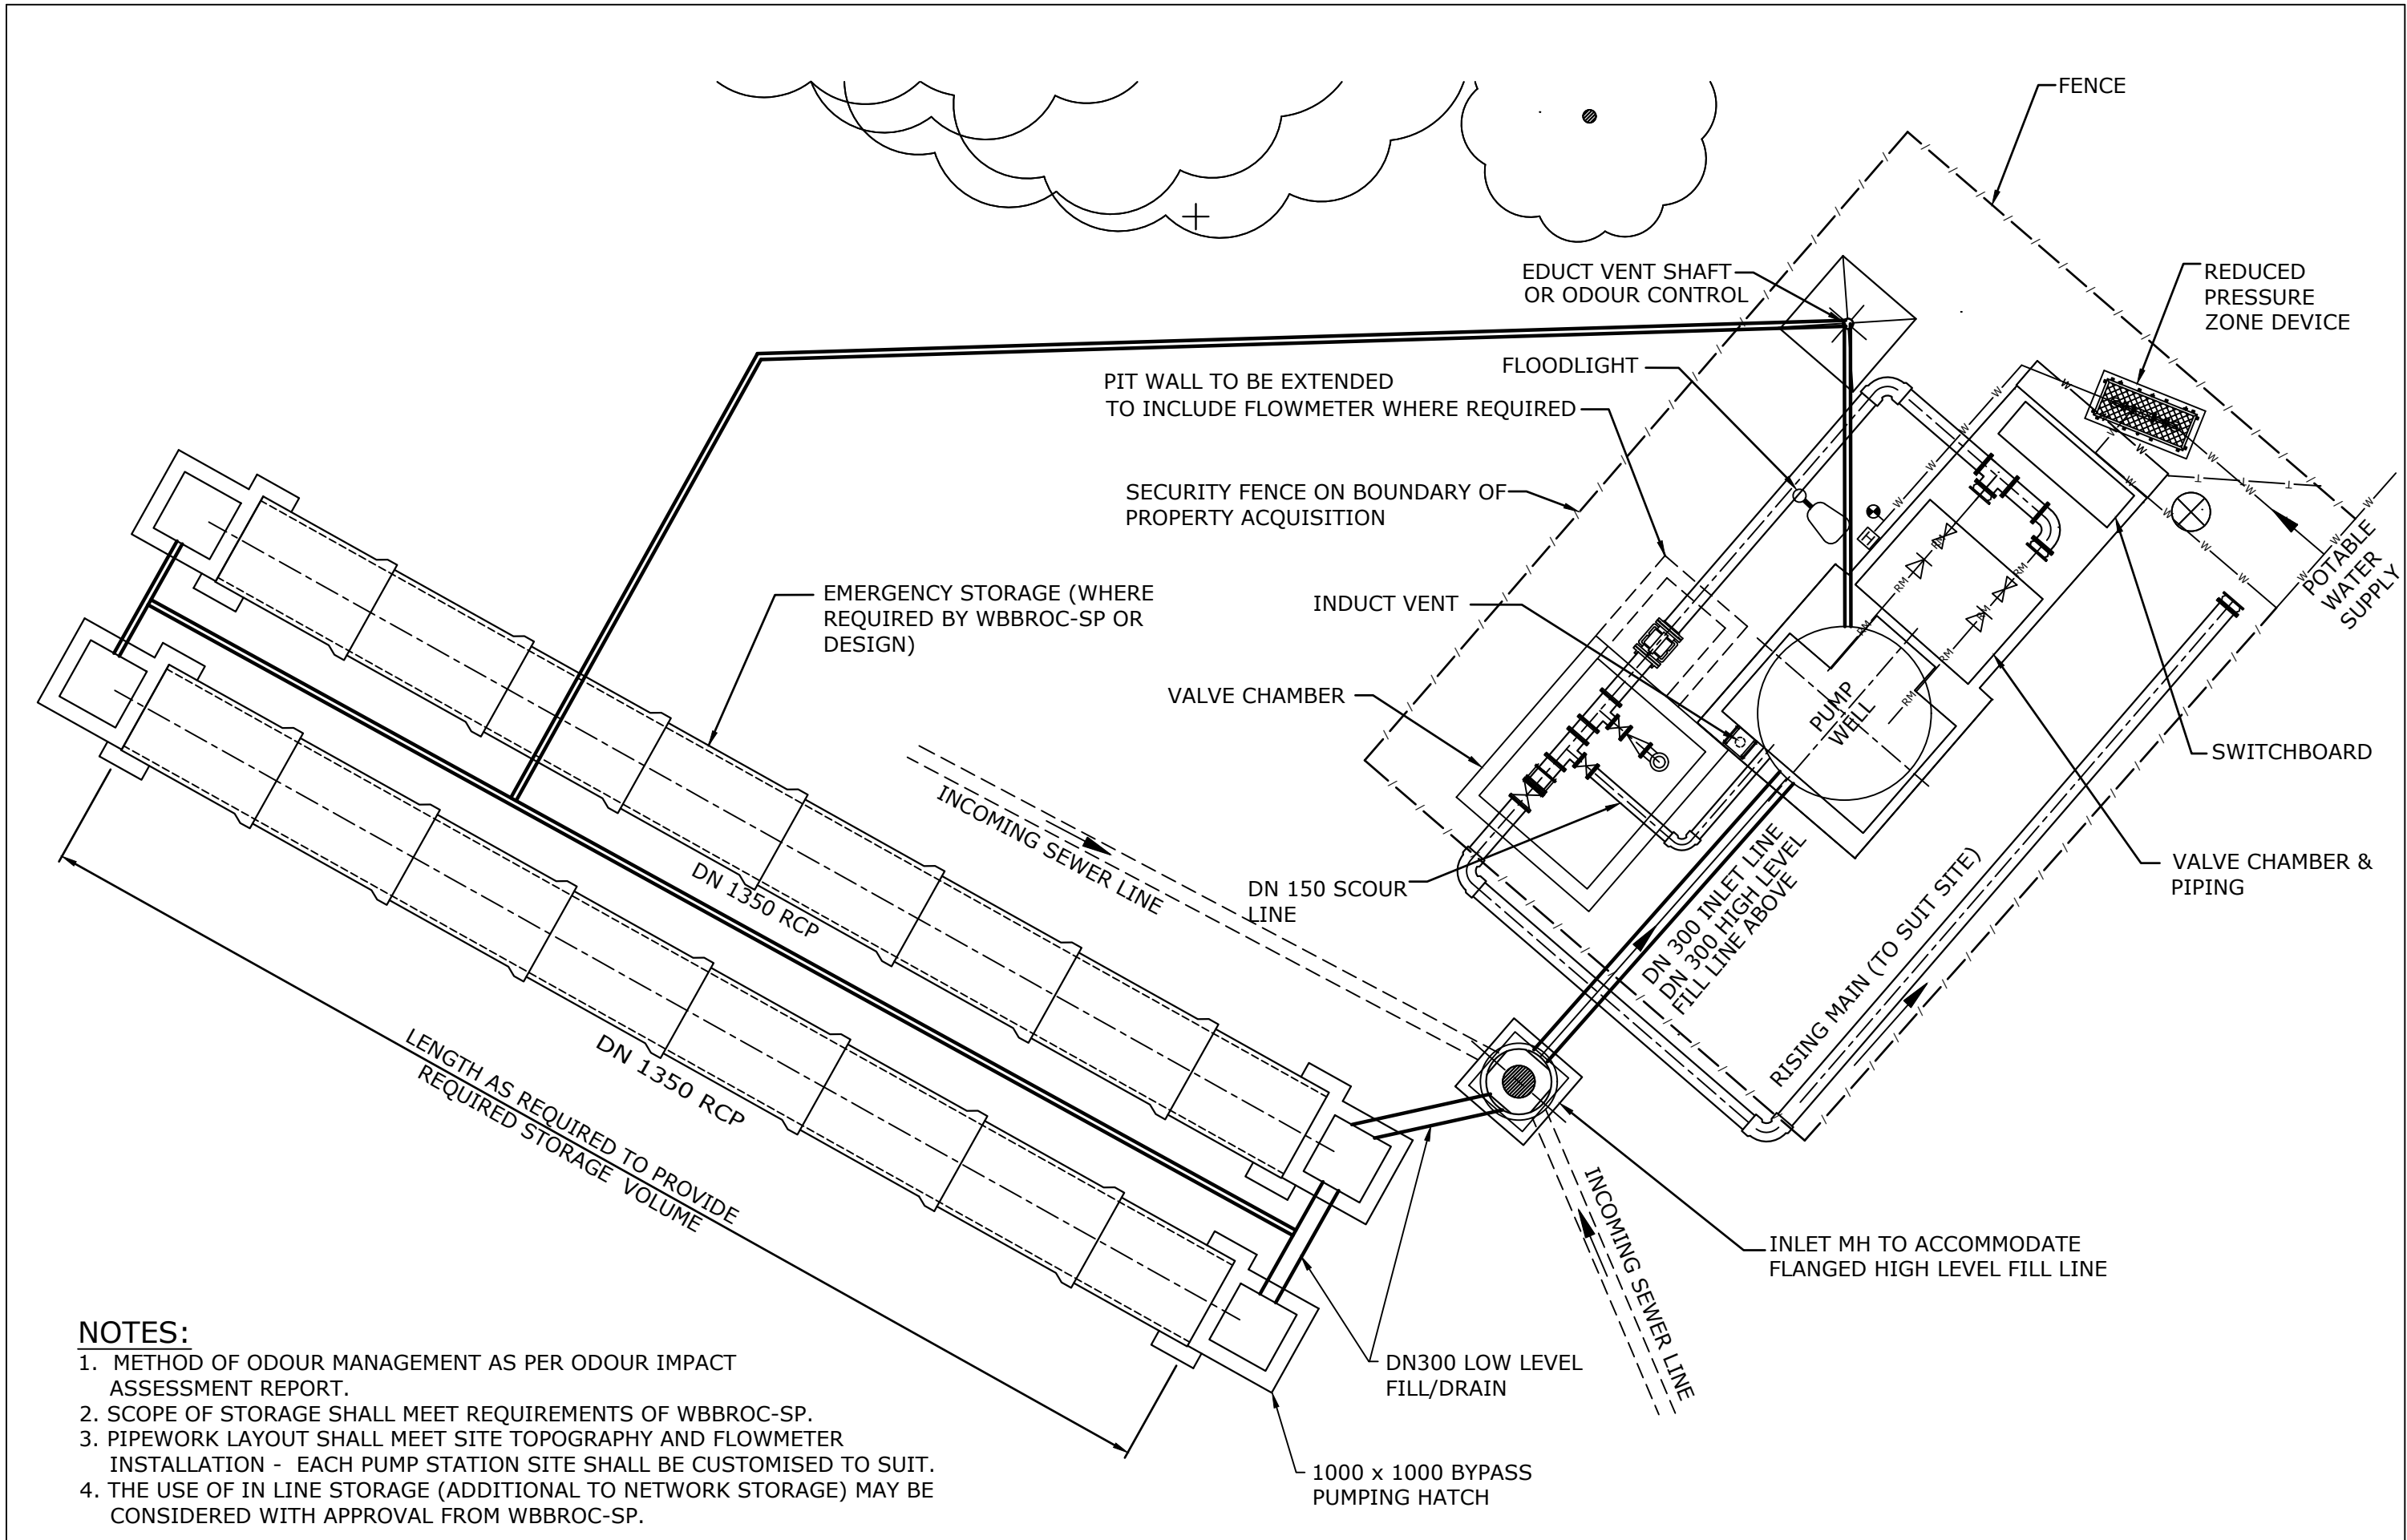 FENCE
EDUCT VENT SHAFT
OR ODOUR CONTROL
REDUCED
PRESSURE
ZONE DEVICE
FLOODLIGHT
PIT WALL TO BE EXTENDED
TO INCLUDE FLOWMETER WHERE REQUIRED
SECURITY FENCE ON BOUNDARY OF
PROPERTY ACQUISITION
POTABLE
WATER
SUPPLY
EMERGENCY STORAGE (WHERE
REQUIRED BY WBBROC-SP OR
DESIGN)
INDUCT VENT
VALVE CHAMBER
PUMP
WELL
SWITCHBOARD
INCOMING SEWER LINE
VALVE CHAMBER &
PIPING
DN 150 SCOUR
LINE
DN 300 INLET LINE
DN 300 HIGH LEVEL
FILL LINE ABOVE
RISING MAIN (TO SUIT SITE)
DN 1350 RCP
DN 1350 RCP
LENGTH AS REQUIRED TO PROVIDE
REQUIRED STORAGE VOLUME
INCOMING SEWER LINE
INLET MH TO ACCOMMODATE
FLANGED HIGH LEVEL FILL LINE
DN300 LOW LEVEL
FILL/DRAIN
1000 x 1000 BYPASS
PUMPING HATCH
W
W
W
W
W
W
W
W
W
W
W
W
W
RM
RM
RM
RM
RM
H
NOTES:
1. METHOD OF ODOUR MANAGEMENT AS PER ODOUR IMPACT
ASSESSMENT REPORT.
2. SCOPE OF STORAGE SHALL MEET REQUIREMENTS OF WBBROC-SP.
3. PIPEWORK LAYOUT SHALL MEET SITE TOPOGRAPHY AND FLOWMETER
INSTALLATION - EACH PUMP STATION SITE SHALL BE CUSTOMISED TO SUIT.
4. THE USE OF IN LINE STORAGE (ADDITIONAL TO NETWORK STORAGE) MAY BE
CONSIDERED WITH APPROVAL FROM WBBROC-SP.